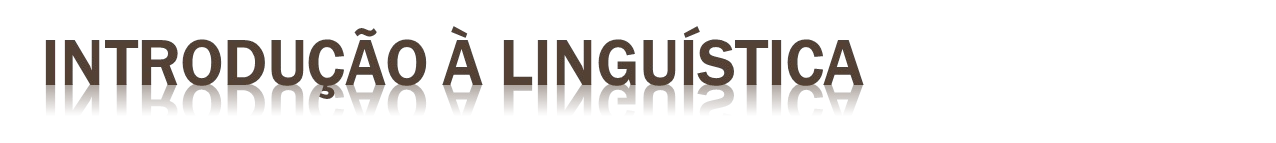 INTRODUÇÃO À LINGUÍSTICA